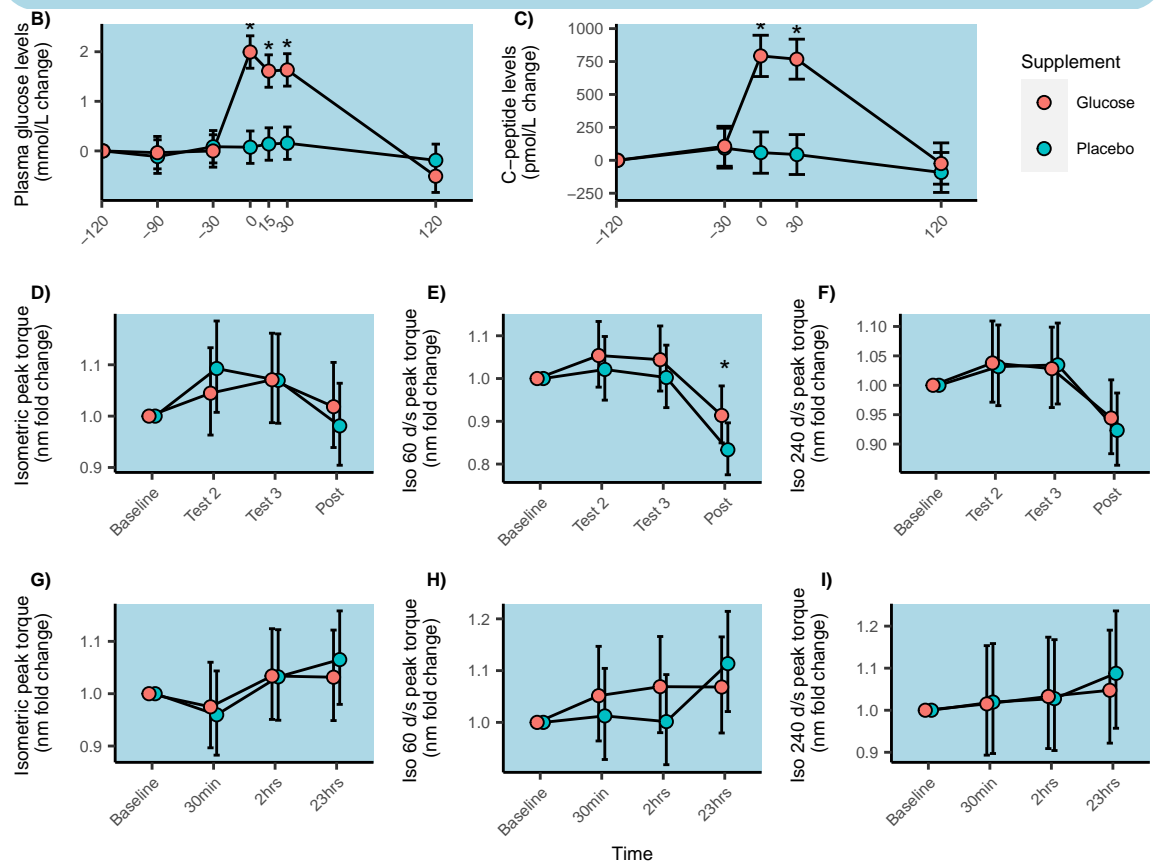 B)
Plasma glucose levels
(mmol/L change)
2
1
0
−120
−90
−30
0
15
30
120
*
*
*
C)
C−peptide levels
(pmol/L change)
1000
750
500
250
0
−250
−120
−30
0
30
120
*
*
Supplement
Glucose
Placebo
D)
Isometric peak torque
(nm fold change)
1.1
1.0
0.9
Baseline
Test 2
Test 3
Post
E)
Iso 60 d/s peak torque
(nm fold change)
1.1
1.0
0.9
0.8
Baseline
Test 2
Test 3
Post
*
F)
Iso 240 d/s peak torque
(nm fold change)
1.10
1.05
1.00
0.95
0.90
Baseline
Test 2
Test 3
Post
G)
Isometric peak torque
(nm fold change)
1.1
1.0
0.9
Baseline
30min
2hrs
23hrs
H)
Iso 60 d/s peak torque
(nm fold change)
1.2
1.1
1.0
Baseline
30min
2hrs
23hrs
I)
Iso 240 d/s peak torque
(nm fold change)
1.2
1.1
1.0
0.9
Baseline
30min
2hrs
23hrs
Time